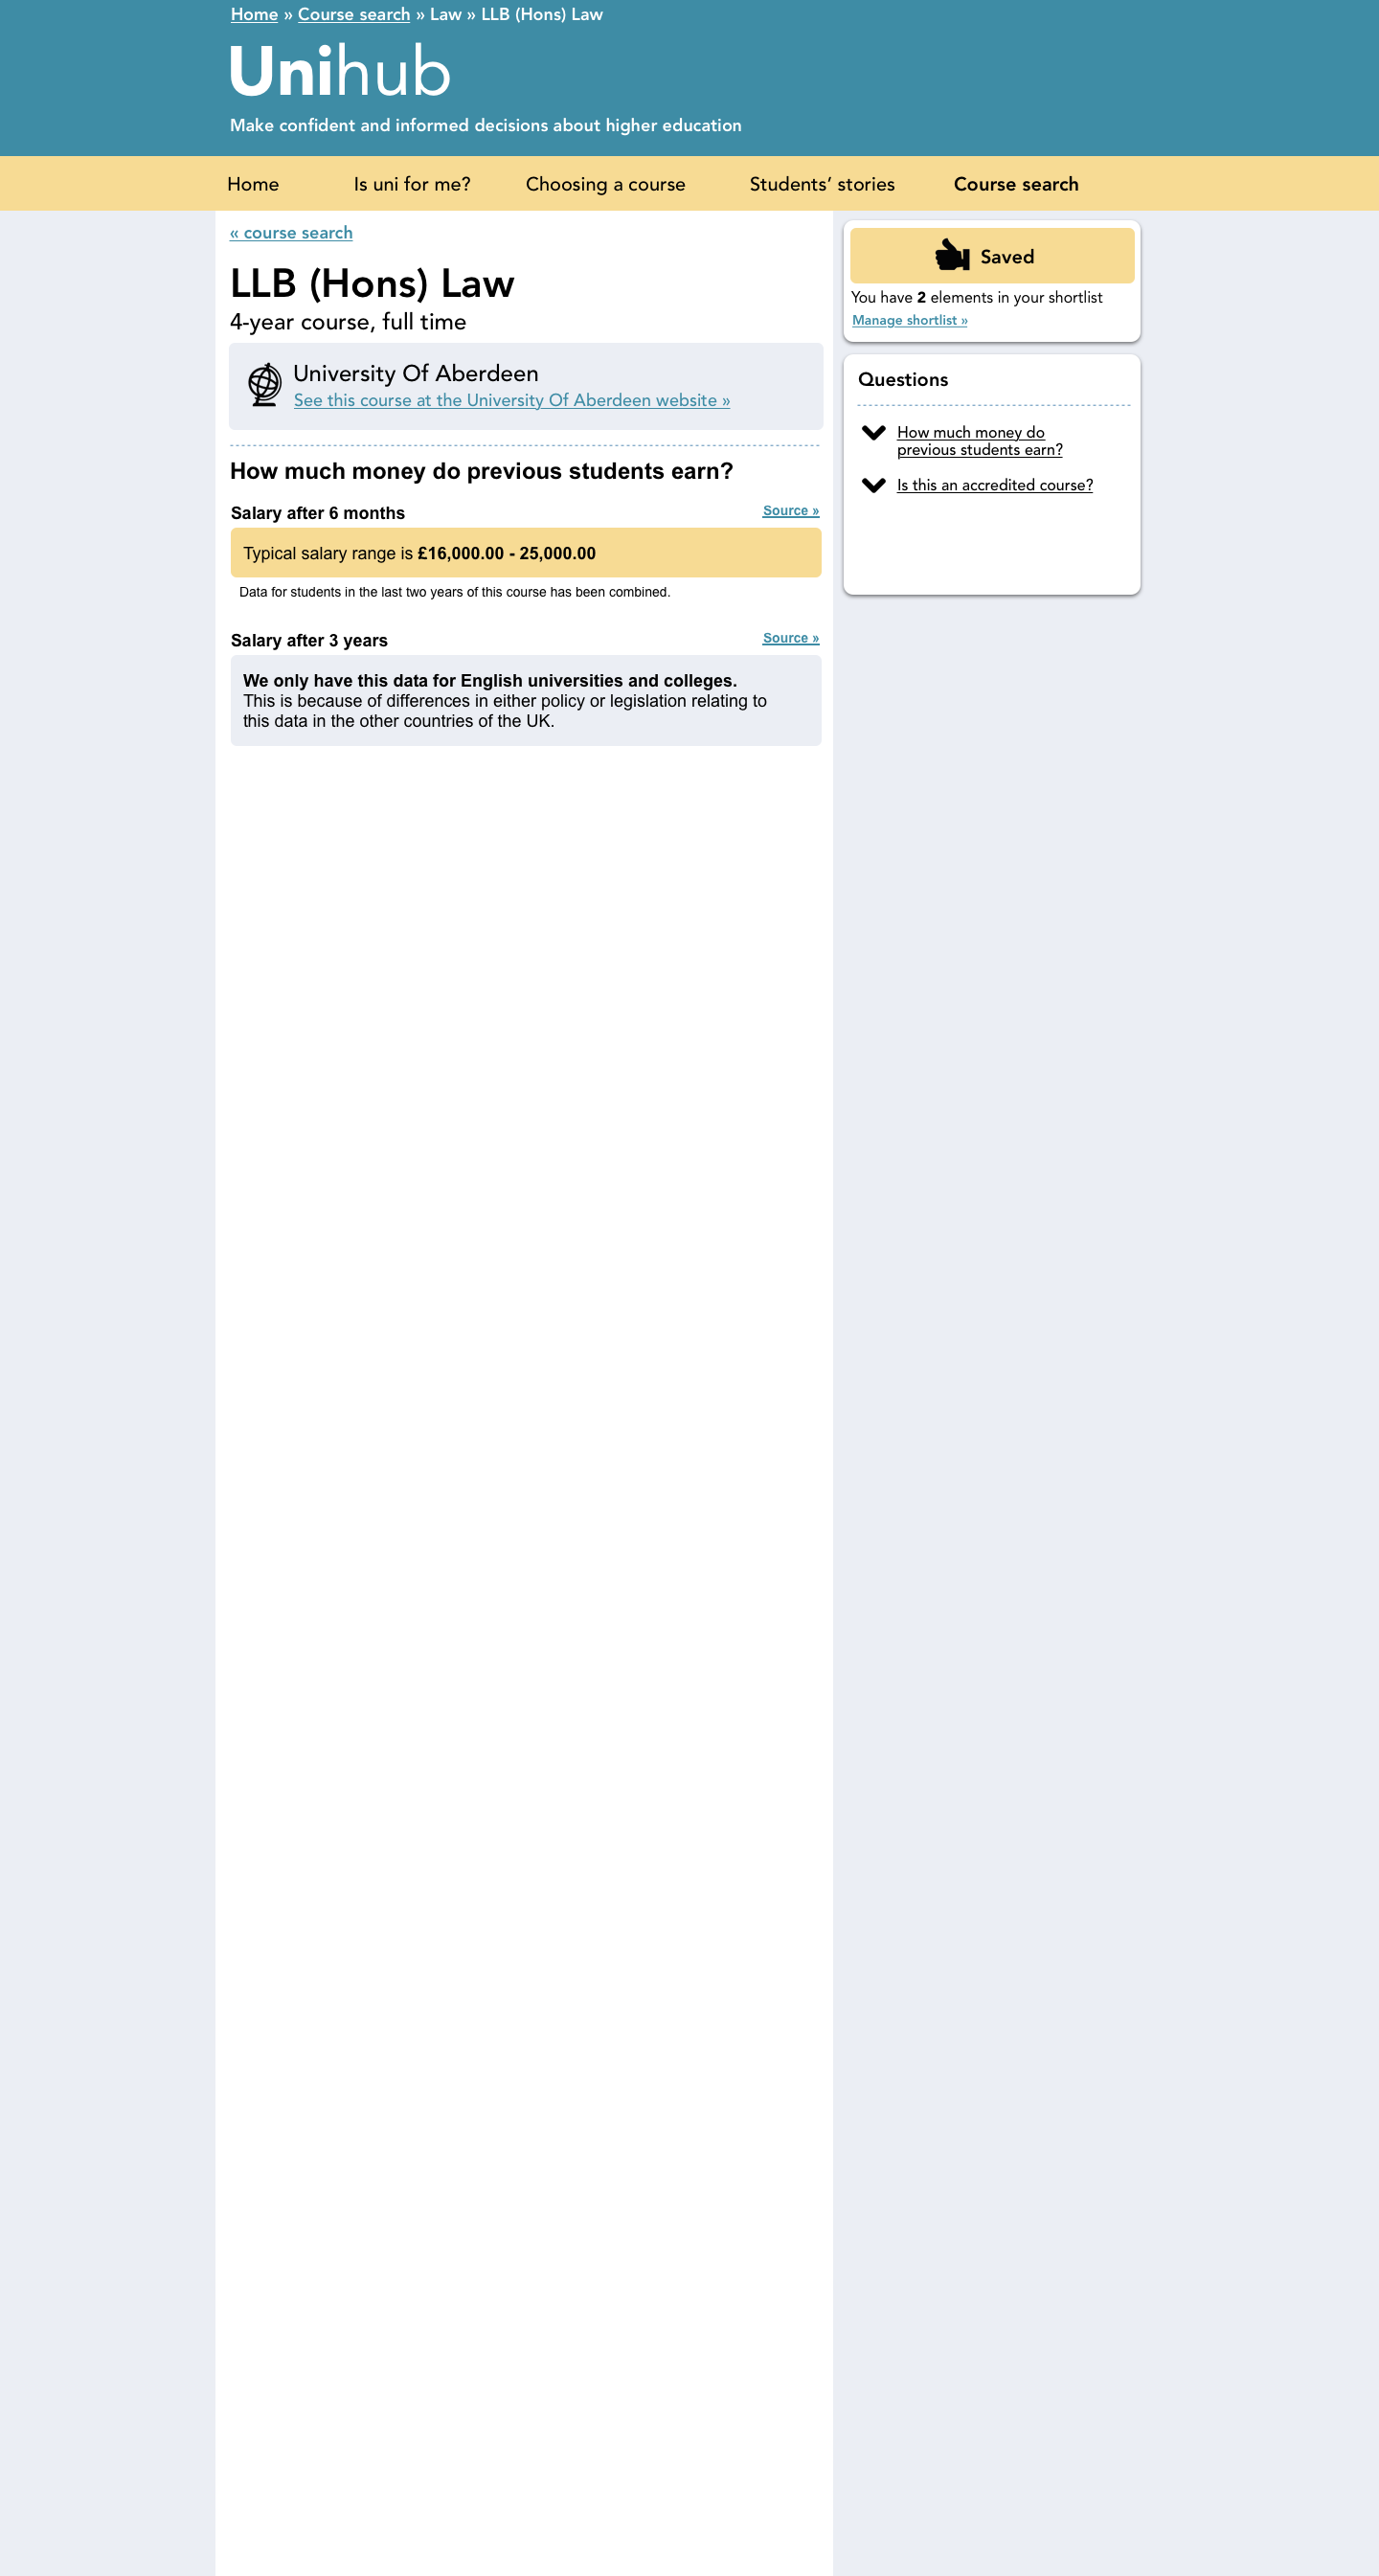 Home » Course search » Law » LLB (Hons) Law
Unihub
Make confident and informed decisions about higher education
Home Is uni for me? Choosing a course Students’ stories Course search
« course search
LLB (Hons) Law
4-year course, full time
University Of Aberdeen
See this course at the University Of Aberdeen website »
How much money do previous students earn?
Salary after 6 months Source »
Typical salary range is £16,000.00 - 25,000.00
Data for students in the last two years of this course has been combined.
Salary after 3 years Source »
We only have this data for English universities and colleges.
This is because of differences in either policy or legislation relating to
this data in the other countries of the UK.
Saved
You have 2 elements in your shortlist
Manage shortlist »
Questions
How much money do
previous students earn?
Is this an accredited course?